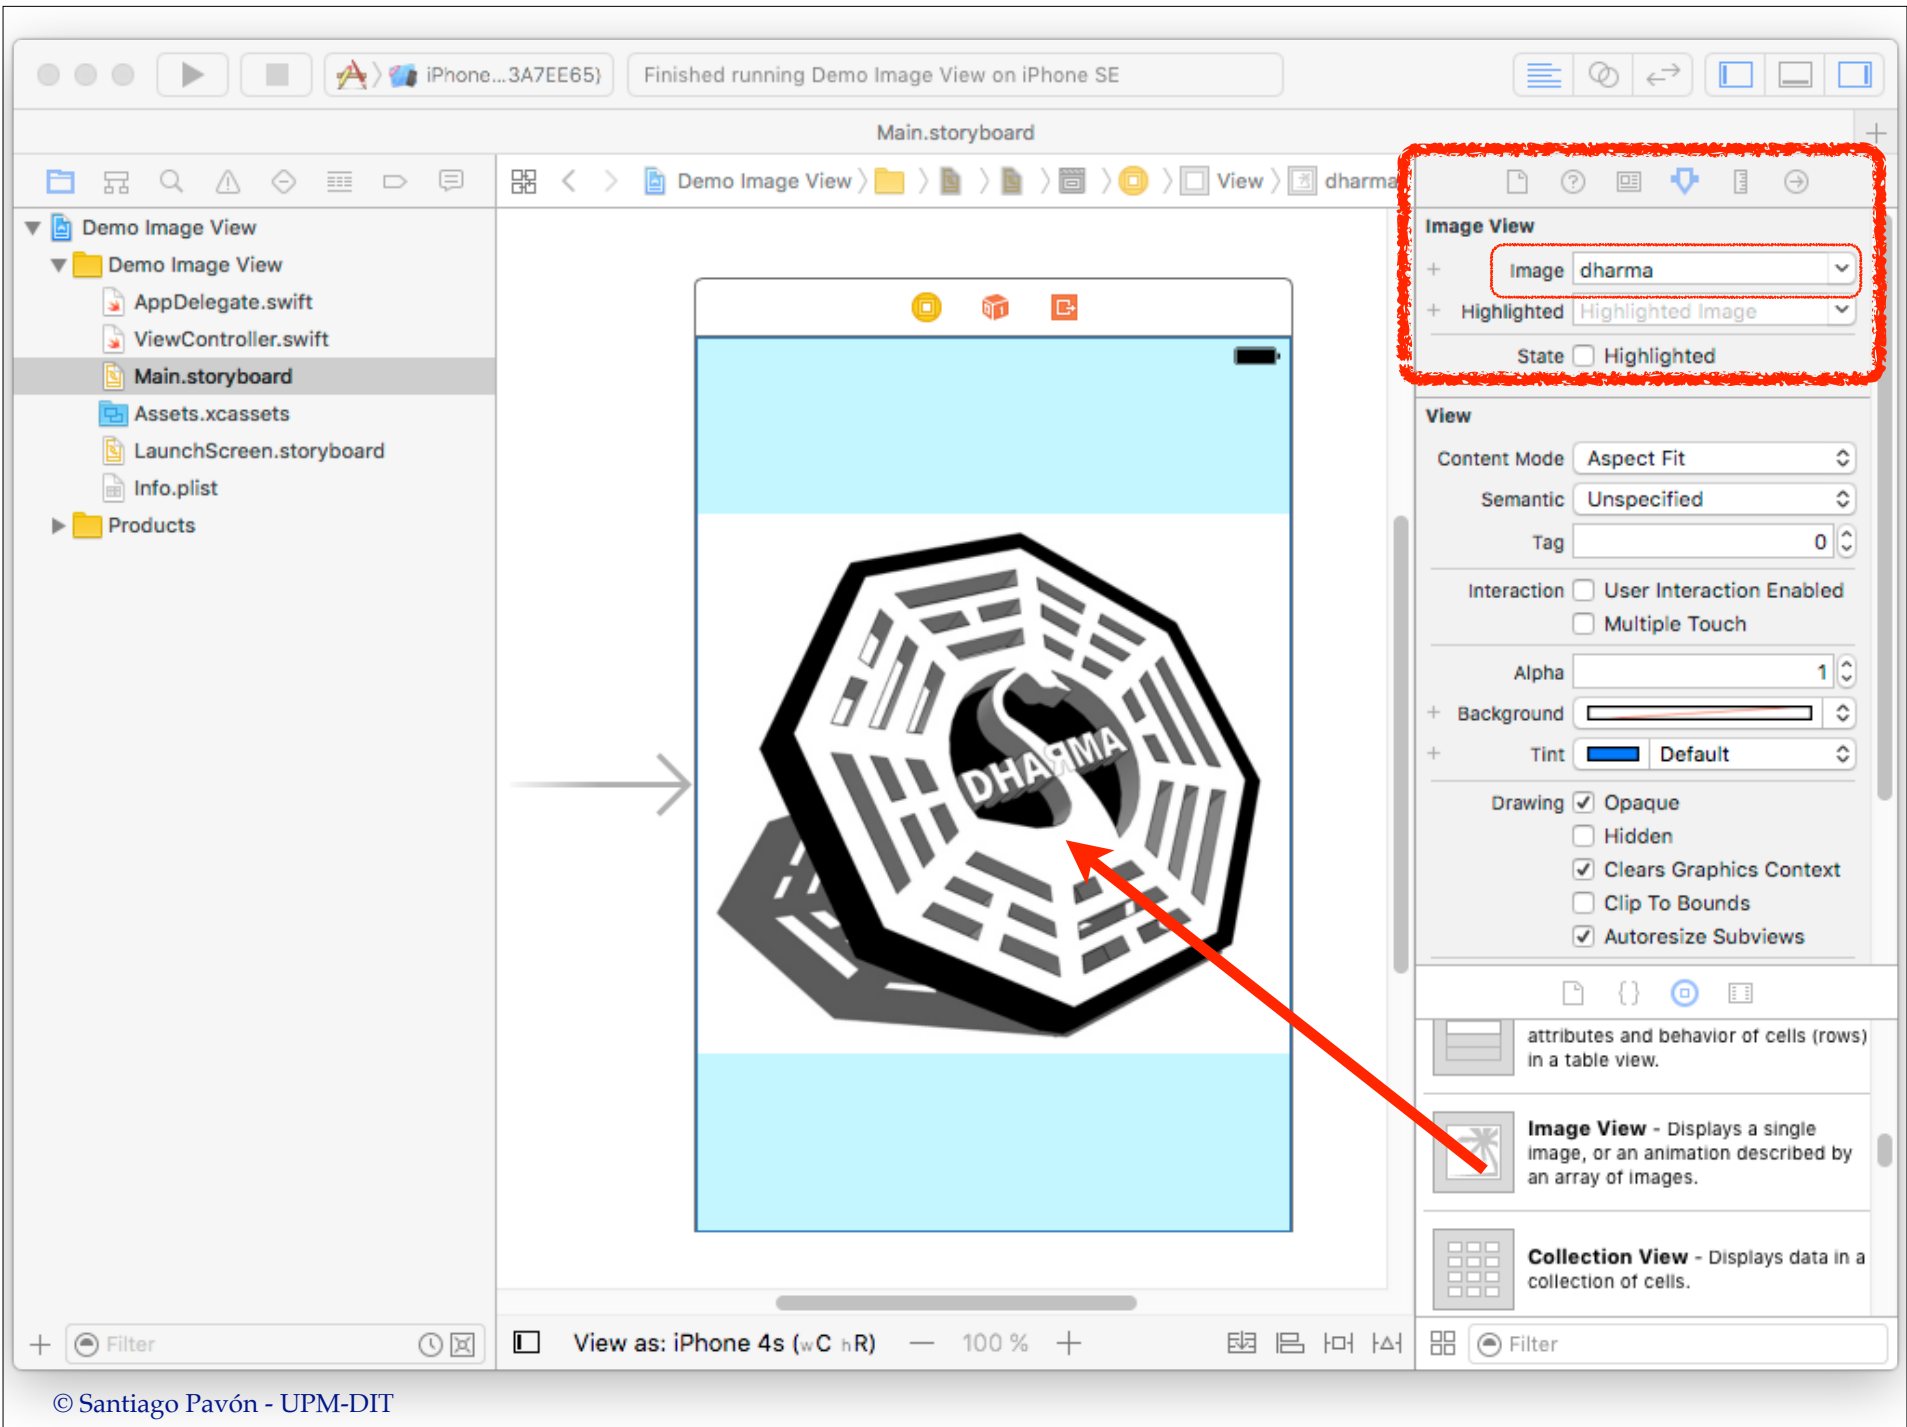 iPhone...3A7EE65)
Finished running Demo Image View on iPhone SE
Main.storyboard
Demo Image View
View
dharma
Demo Image View
Demo Image View
AppDelegate.swift
ViewController.swift
Main.storyboard
Assets.xcassets
LaunchScreen.storyboard
Info.plist
Products
Filter
DHARMA
View as: iPhone 4s (wC hR)
100 %
Image View
Image dharma
Highlighted Highlighted Image
State Highlighted
View
Content Mode Aspect Fit
Semantic Unspecified
Tag 0
Interaction User Interaction Enabled
Multiple Touch
Alpha 1
Background
Tint Default
Drawing Opaque
Hidden
Clears Graphics Context
Clip To Bounds
Autoresize Subviews
{}
attributes and behavior of cells (rows)
in a table view.
Image View - Displays a single
image, or an animation described by
an array of images.
Collection View - Displays data in a
collection of cells.
Filter
© Santiago Pavón - UPM-DIT